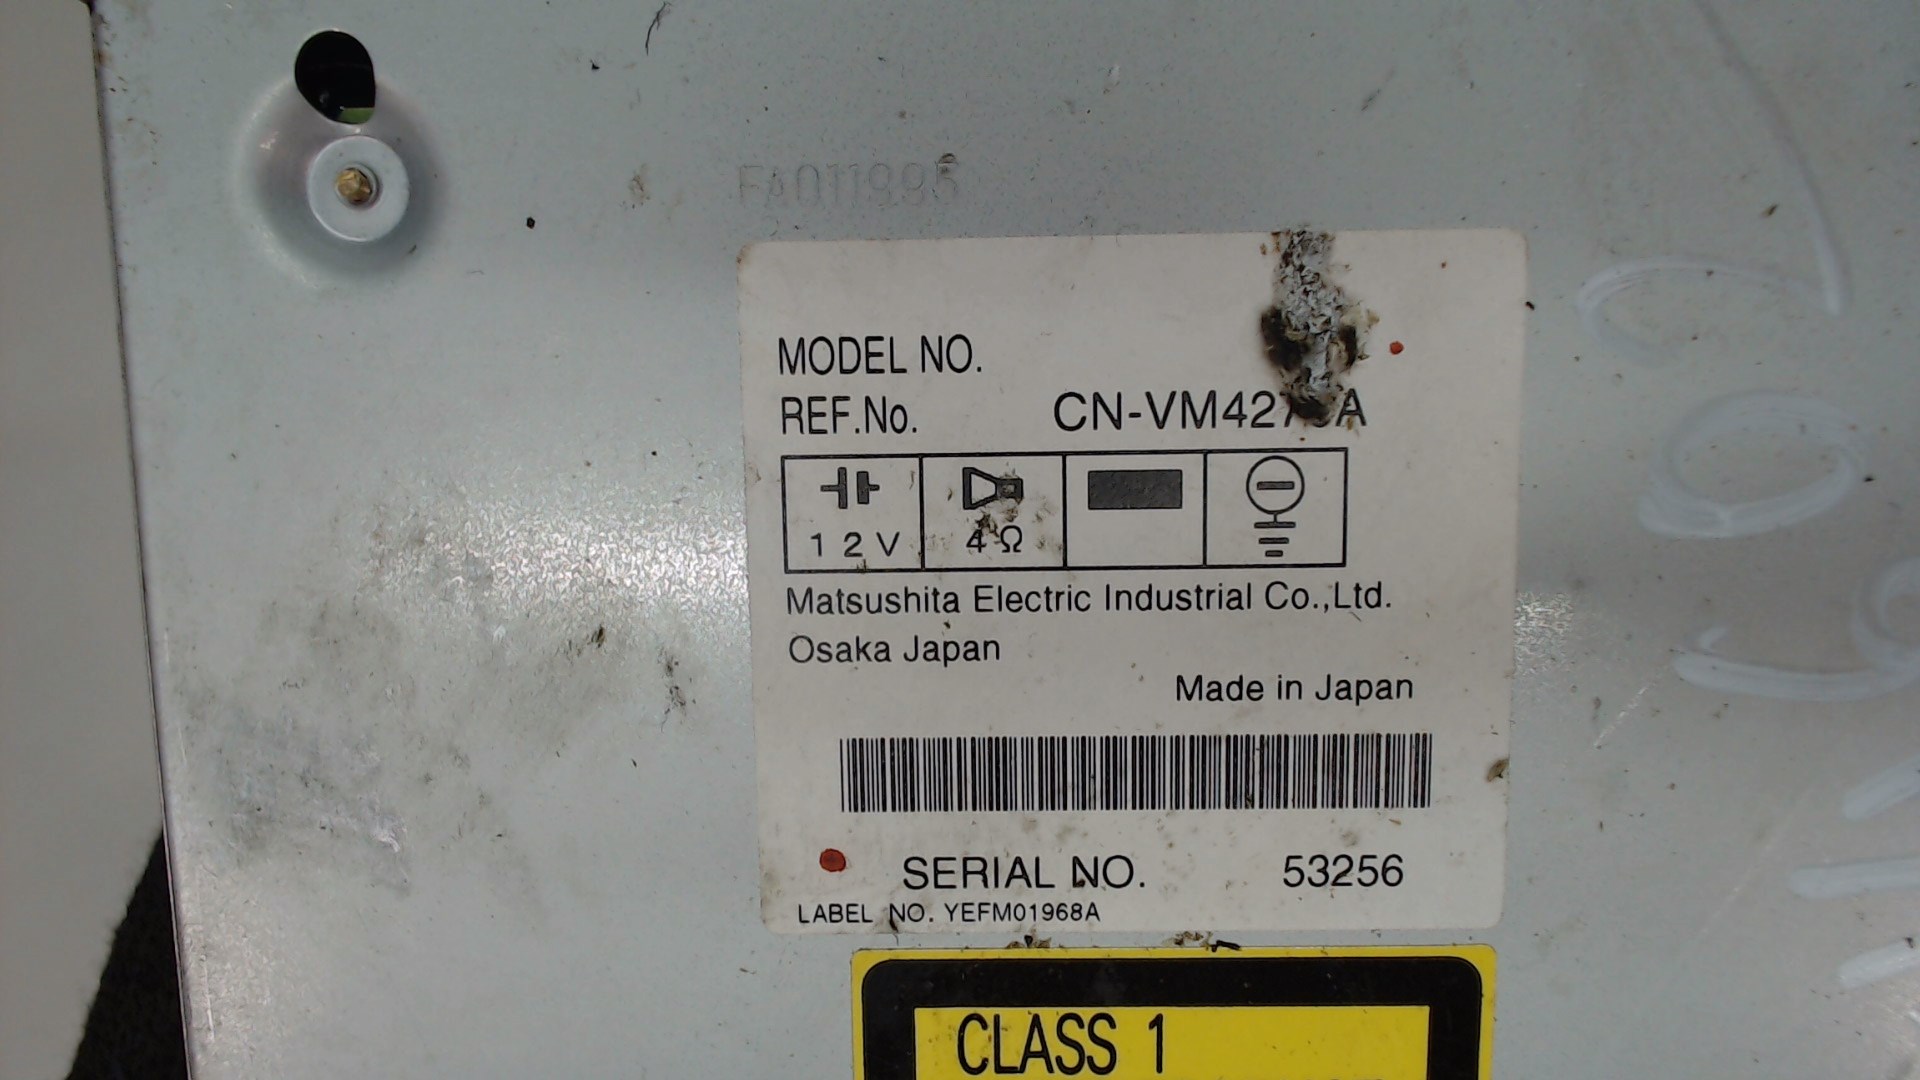 FA011995
MODEL NO.
REF.No.
12V
4Ω
Matsushita Electric Industrial Co.,Ltd.
Osaka Japan
Made in Japan
SERIAL NO. 53256
LABEL NO. YEFM01968A
CLASS 1